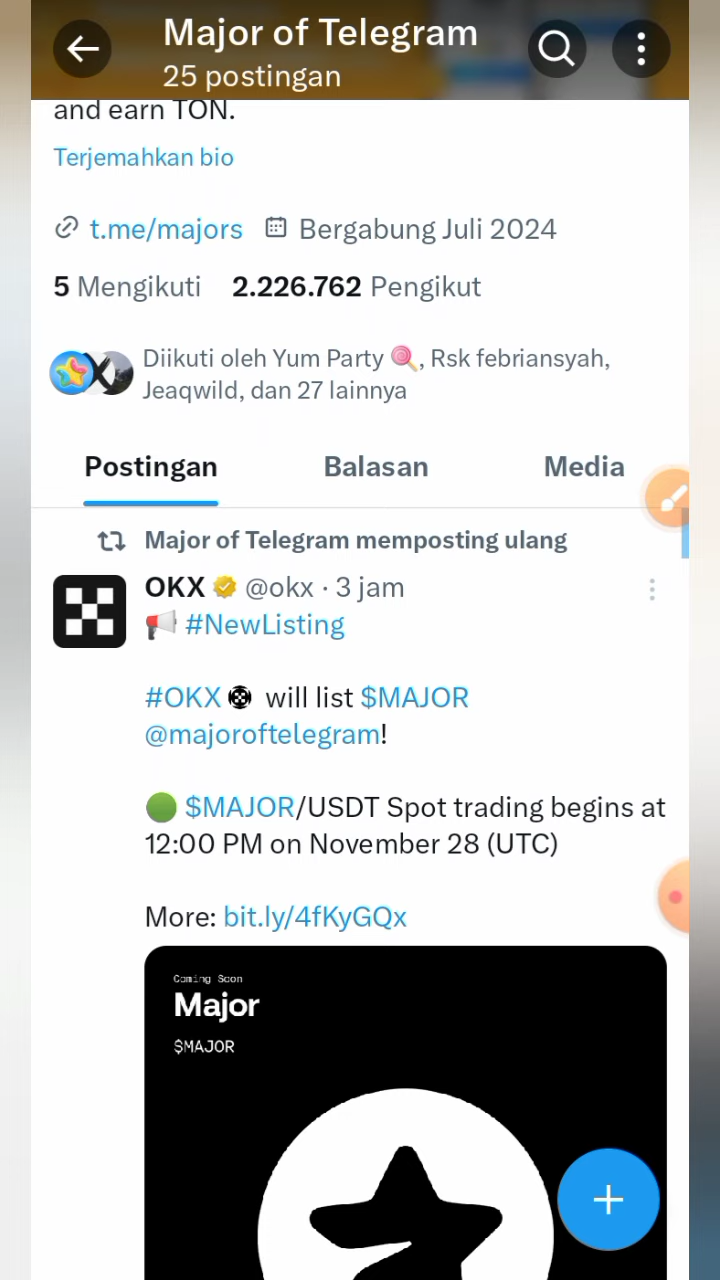 Major of Telegram
25 postingan
and earn TON.
Terjemahkan bio
t.me/majors Bergabung Juli 2024
5 Mengikuti 2.226.762 Pengikut
Diikuti oleh Yum Party 🍭, Rsk febriansyah,
Jeaqwild, dan 27 lainnya
Postingan Balasan Media
Major of Telegram memposting ulang
OKX @okx · 3 jam
📢 #NewListing
#OKX will list $MAJOR
@majoroftelegram!
🟢 $MAJOR/USDT Spot trading begins at
12:00 PM on November 28 (UTC)
More: bit.ly/4fKyGQx
Coming Soon
Major
$MAJOR